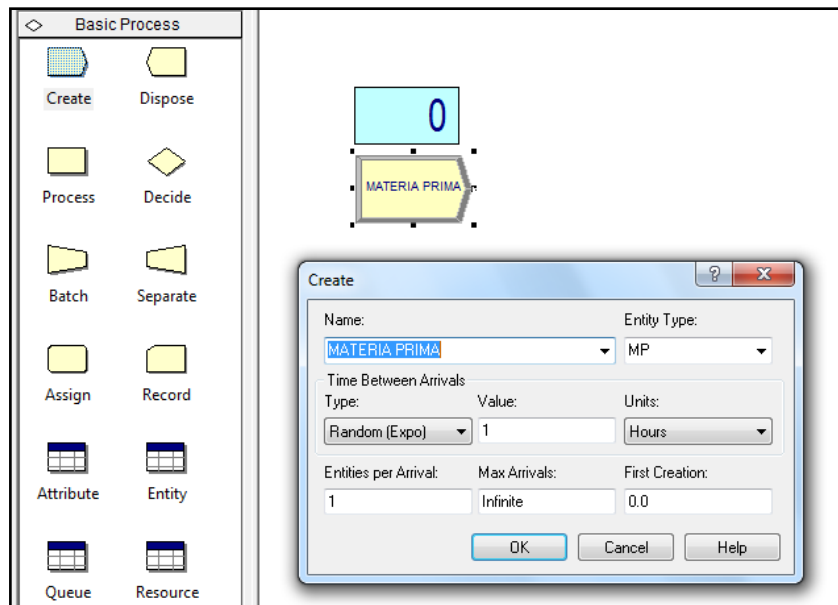 Basic Process
Create Dispose
Process Decide
Batch Separate
Assign Record
Attribute Entity
Queue Resource
0
MATERIA PRIMA
Create
?
Name: Entity Type:
MATERIA PRIMA MP
Time Between Arrivals
Type: Value: Units:
Random (Expo) 1 Hours
Entities per Arrival: Max Arrivals: First Creation:
1 Infinite 0.0
OK Cancel Help